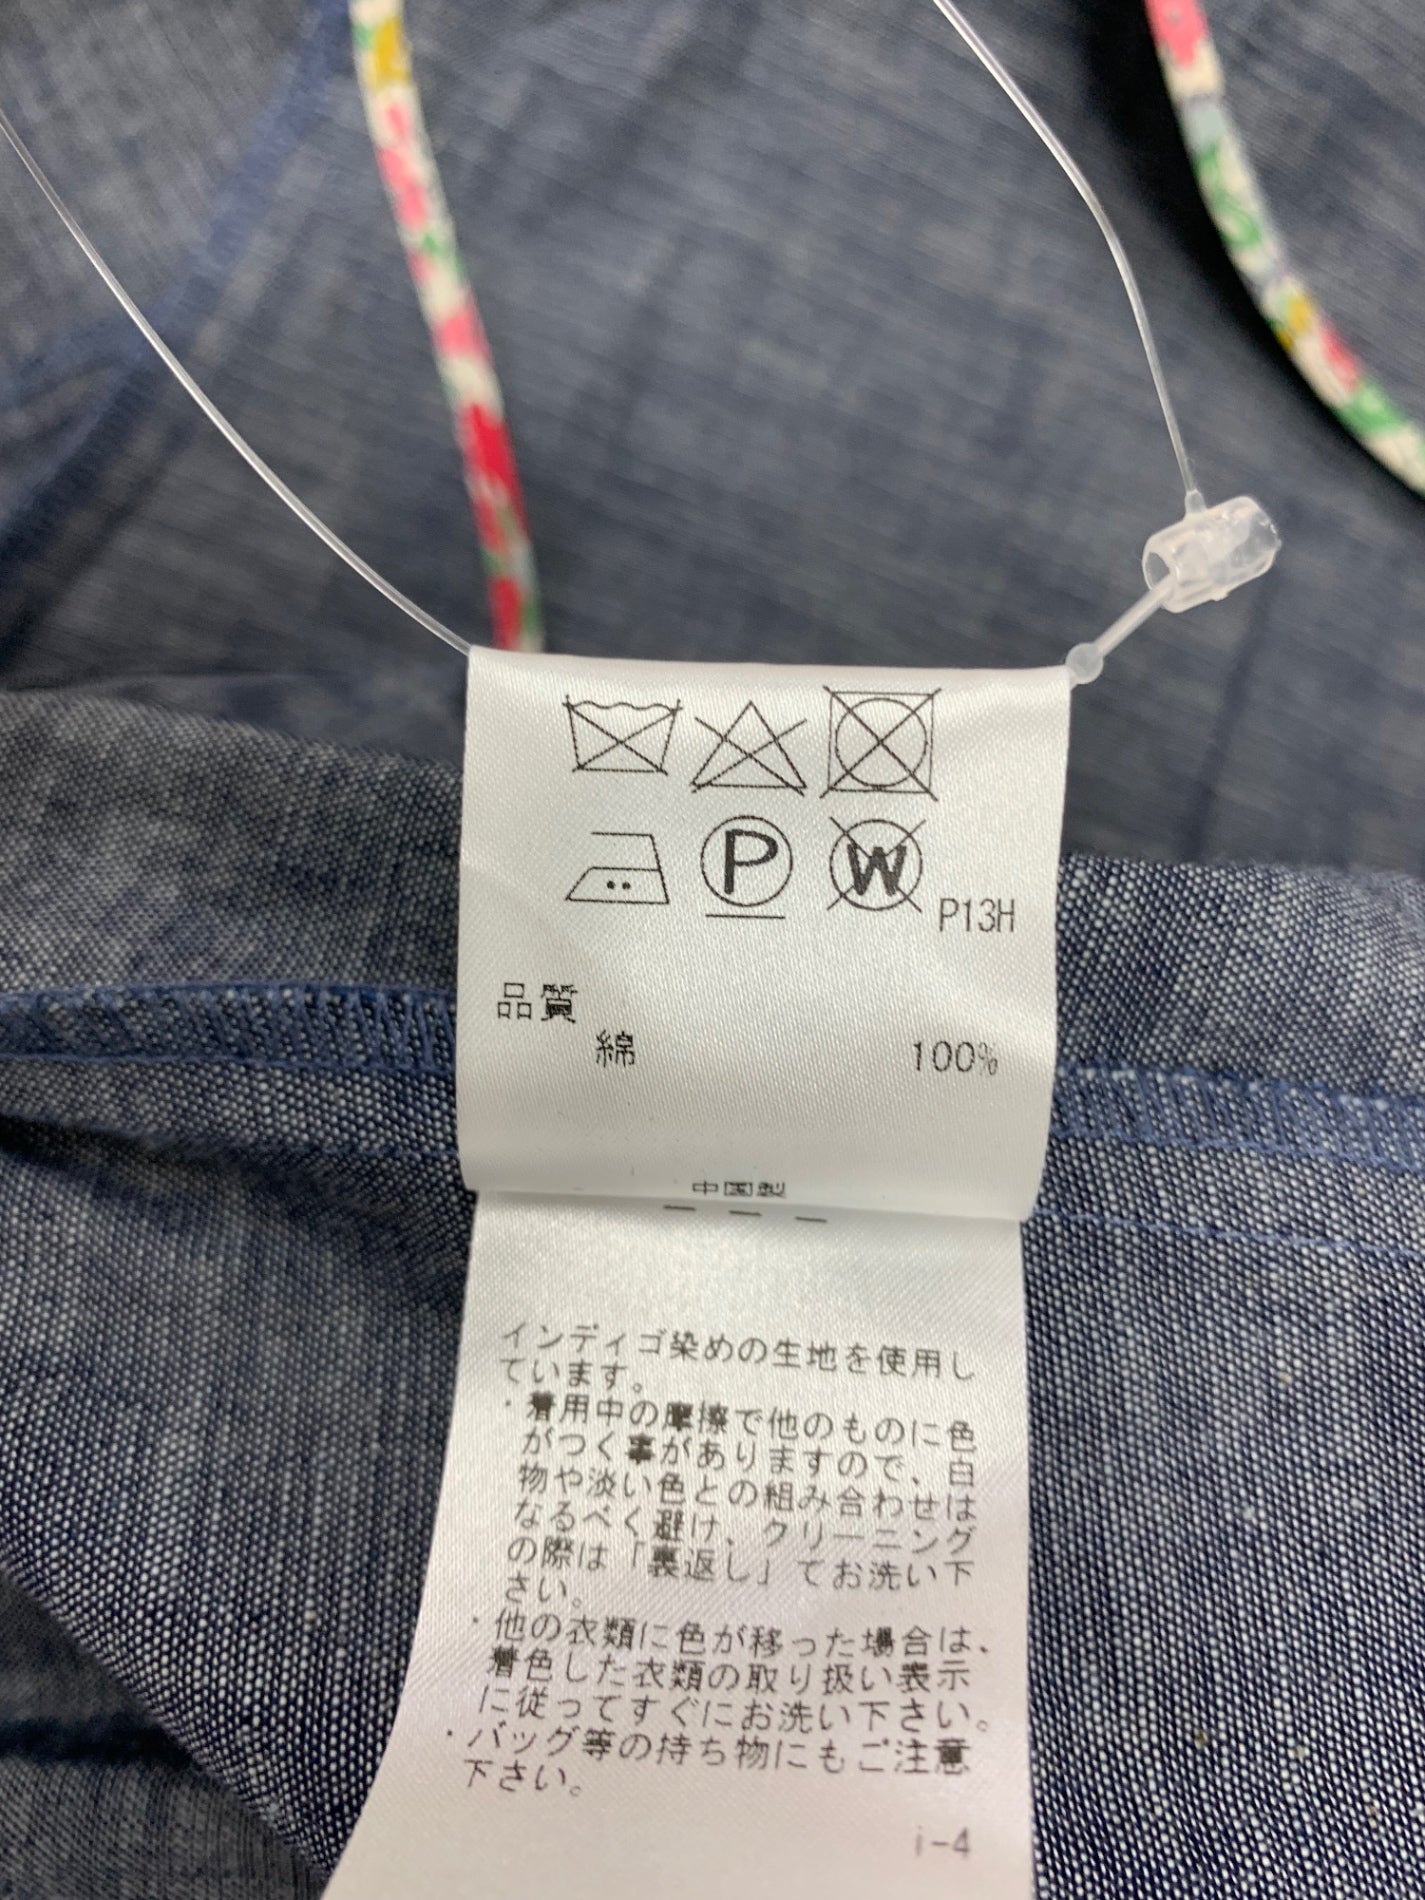 P
W
P13H
品質
綿 100%
中国製
インディゴ染めの生地を使用し
ています。
・着用中の摩擦で他のものに色
がつく事がありますので、白
物や淡い色との組み合わせは
なるべく避け、クリーニング
の際は「裏返し」てお洗い下
さい。
・他の衣類に色が移った場合は、
着色した衣類の取り扱い表示
に従ってすぐにお洗い下さい。
・バッグ等の持ち物にもご注意
下さい。
i-4